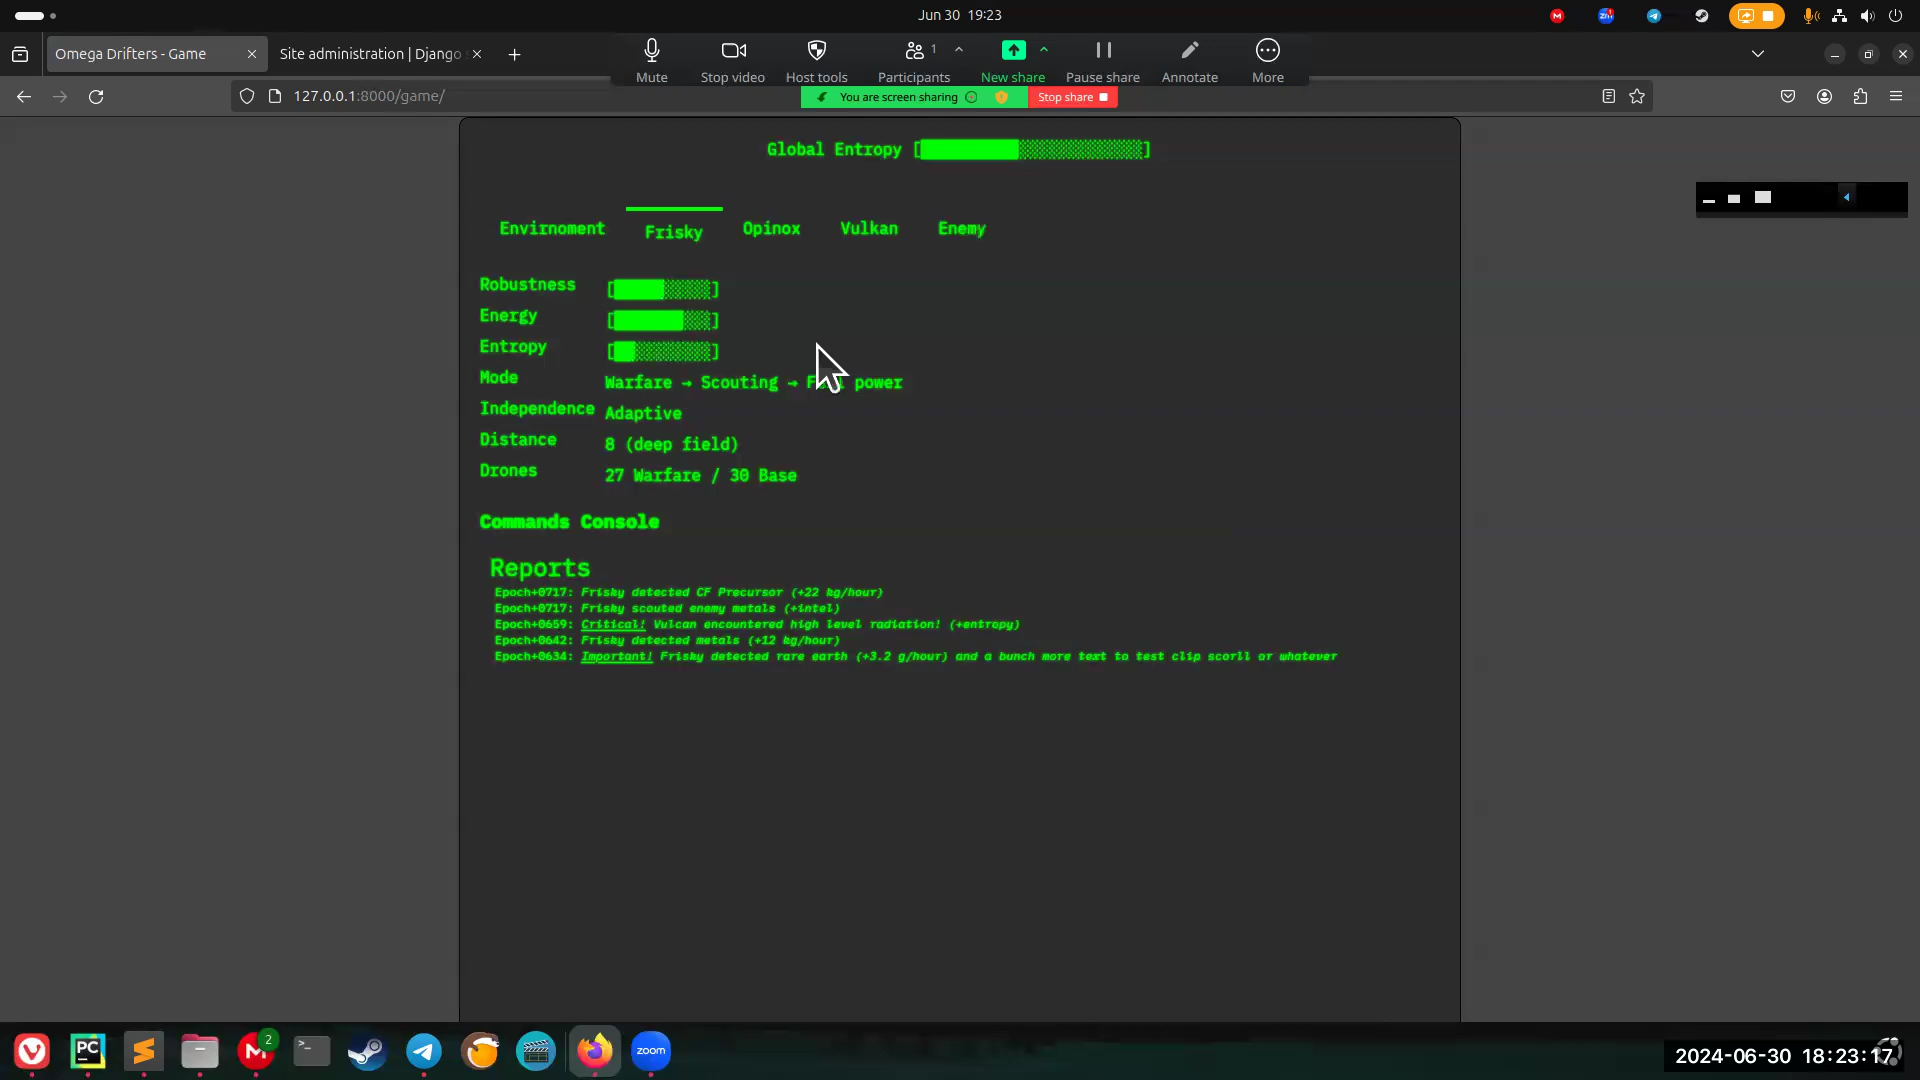 Jun 30 19:23
Omega Drifters - Game
Site administration | Django
Mute
Stop video
Host tools
1
Participants
New share
Pause share
Annotate
More
127.0.0.1:8000/game/
You are screen sharing
Stop share
Global Entropy [██████████░░░░░░░░░░░░░]
Envirnoment Frisky Opinox Vulkan Enemy
Robustness
Energy
Entropy
Mode Warfare → Scouting → F power
Independence Adaptive
Distance 8 (deep field)
Drones 27 Warfare / 30 Base
Commands Console
Reports
Epoch+0717: Frisky detected CF Precursor (+22 kg/hour)
Epoch+0717: Frisky scouted enemy metals (+intel)
Epoch+0659: Critical! Vulcan encountered high level radiation! (+entropy)
Epoch+0642: Frisky detected metals (+12 kg/hour)
Epoch+0634: Important! Frisky detected rare earth (+3.2 g/hour) and a bunch more text to test clip scorll or whatever
PC
2
zoom
2024-06-30 18:23:17